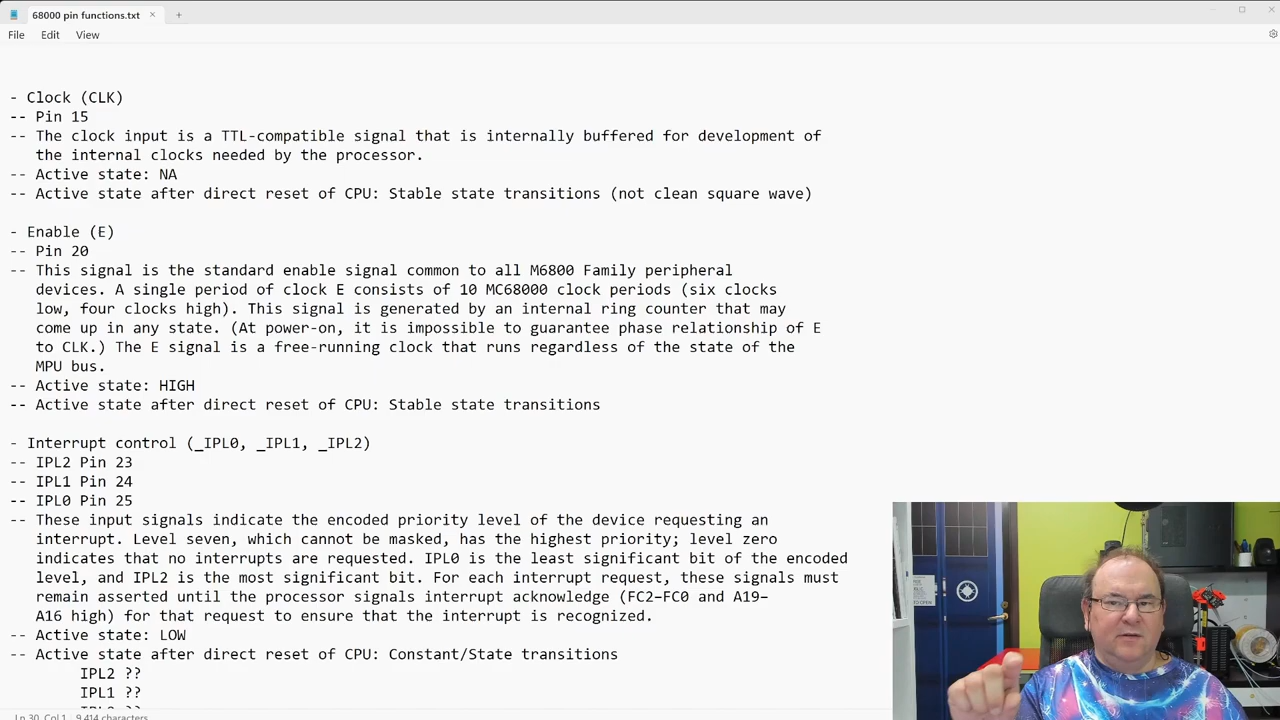 68000 pin functions.txt
File Edit View
- Clock (CLK)
-- Pin 15
-- The clock input is a TTL-compatible signal that is internally buffered for development of
the internal clocks needed by the processor.
-- Active state: NA
-- Active state after direct reset of CPU: Stable state transitions (not clean square wave)
- Enable (E)
-- Pin 20
-- This signal is the standard enable signal common to all M6800 Family peripheral
devices. A single period of clock E consists of 10 MC68000 clock periods (six clocks
low, four clocks high). This signal is generated by an internal ring counter that may
come up in any state. (At power-on, it is impossible to guarantee phase relationship of E
to CLK.) The E signal is a free-running clock that runs regardless of the state of the
MPU bus.
-- Active state: HIGH
-- Active state after direct reset of CPU: Stable state transitions
- Interrupt control (_IPL0, _IPL1, _IPL2)
-- IPL2 Pin 23
-- IPL1 Pin 24
-- IPL0 Pin 25
-- These input signals indicate the encoded priority level of the device requesting an
interrupt. Level seven, which cannot be masked, has the highest priority; level zero
indicates that no interrupts are requested. IPL0 is the least significant bit of the encoded
level, and IPL2 is the most significant bit. For each interrupt request, these signals must
remain asserted until the processor signals interrupt acknowledge (FC2–FC0 and A19–
A16 high) for that request to ensure that the interrupt is recognized.
-- Active state: LOW
-- Active state after direct reset of CPU: Constant/State transitions
IPL2 ??
IPL1 ??
IPL0 ??
Ln 30, Col 1 9,414 characters